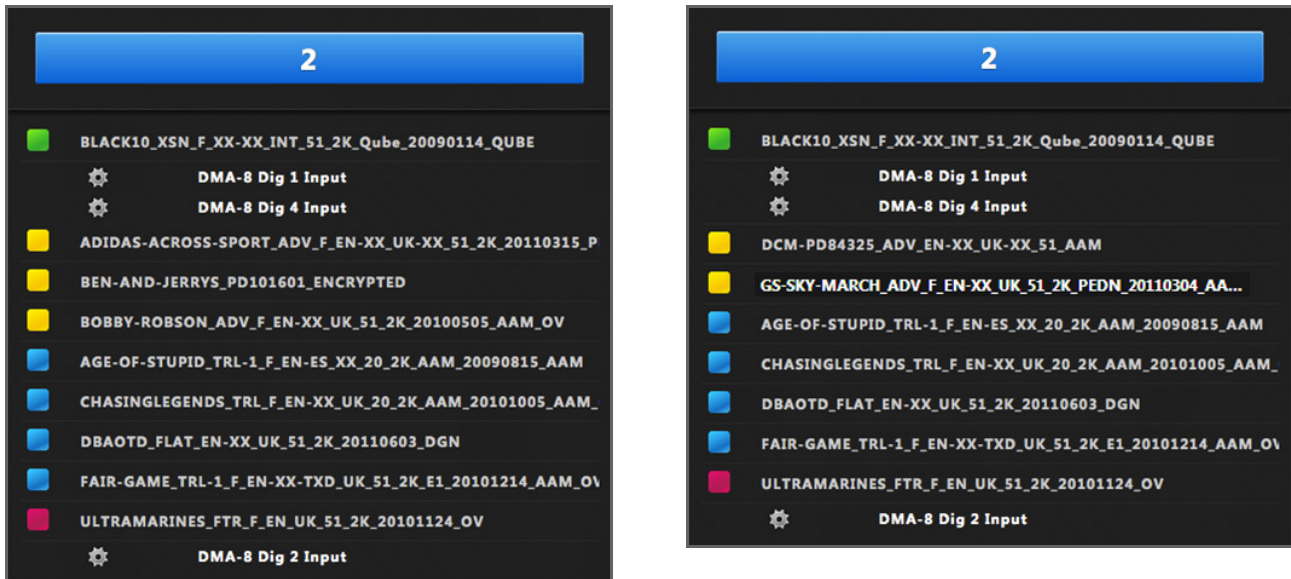 2
BLACK10_XSN_F_XX-XX_INT_51_2K_Qube_20090114_QUBE
DMA-8 Dig 1 Input
DMA-8 Dig 4 Input
ADIDAS-ACROSS-SPORT_ADV_F_EN-XX_UK-XX_51_2K_20110315_P
BEN-AND-JERRYS_PD101601_ENCRYPTED
BOBBY-ROBSON_ADV_F_EN-XX_UK_51_2K_20100505_AAM_OV
AGE-OF-STUPID_TRL-1_F_EN-ES_XX_20_2K_AAM_20090815_AAM
CHASINGLEGENDS_TRL_F_EN-XX_UK_20_2K_AAM_20101005_AAM_
DBAOTD_FLAT_EN-XX_UK_51_2K_20110603_DGN
FAIR-GAME_TRL-1_F_EN-XX-TXD_UK_51_2K_E1_20101214_AAM_OV
ULTRAMARINES_FTR_F_EN_UK_51_2K_20101124_OV
DMA-8 Dig 2 Input
2
BLACK10_XSN_F_XX-XX_INT_51_2K_Qube_20090114_QUBE
DMA-8 Dig 1 Input
DMA-8 Dig 4 Input
DCM-PD84325_ADV_EN-XX_UK-XX_51_AAM
GS-SKY-MARCH_ADV_F_EN-XX_UK_51_2K_PEDN_20110304_AA...
AGE-OF-STUPID_TRL-1_F_EN-ES_XX_20_2K_AAM_20090815_AAM
CHASINGLEGENDS_TRL_F_EN-XX_UK_20_2K_AAM_20101005_AAM_
DBAOTD_FLAT_EN-XX_UK_51_2K_20110603_DGN
FAIR-GAME_TRL-1_F_EN-XX-TXD_UK_51_2K_E1_20101214_AAM_OV
ULTRAMARINES_FTR_F_EN_UK_51_2K_20101124_OV
DMA-8 Dig 2 Input